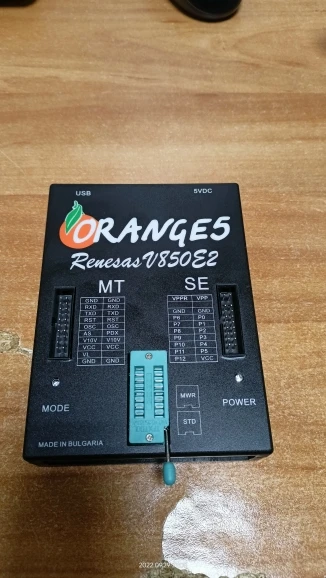 USB 5VDC
ORANGE5
Renesas V850E2
MT SE
GND GND VPPR VPP
RXD RXD
TXD TXD GND GND
RST RST P6 P0
OSC OSC P7 P1
AS PDX P8 P2
V10V V10V P9 P3
VCC VCC P10 P4
VL P11 P5
GND GND P12 VCC
MODE MWR POWER
STD
MADE IN BULGARIA